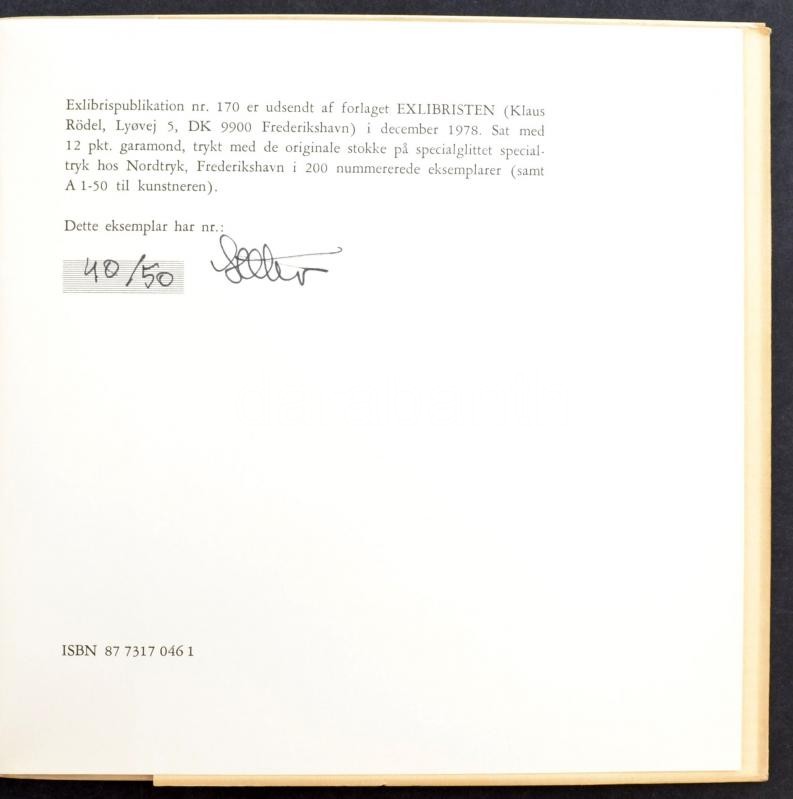 Exlibrispublikation nr. 170 er udsendt af forlaget EXLIBRISTEN (Klaus
Rödel, Lyøvej 5, DK 9900 Frederikshavn) i december 1978. Sat med
12 pkt. garamond, trykt med de originale stokke på specialglittet special-
tryk hos Nordtryk, Frederikshavn i 200 nummererede eksemplarer (samt
A 1-50 til kunstneren).
Dette eksemplar har nr.:
40/50
ISBN 87 7317 046 1